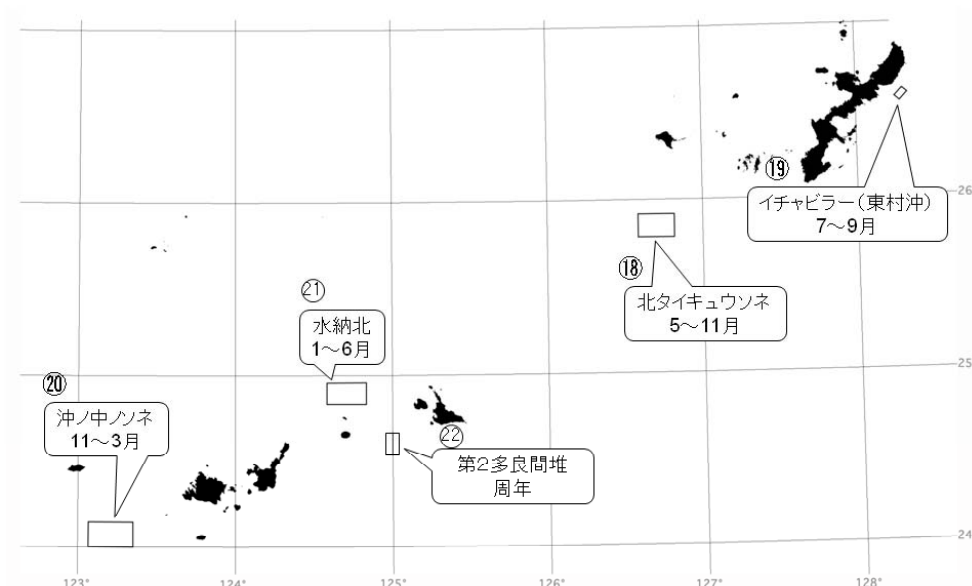 ⑲
イチャビラー（東村沖）
7～9月
26
⑱
北タイキュウソネ
5～11月
㉑
水納北
1～6月
25
⑳
沖ノ中ノソネ
11～3月
㉒
第2多良間堆
周年
24
123°
124°
125°
126°
127°
128°